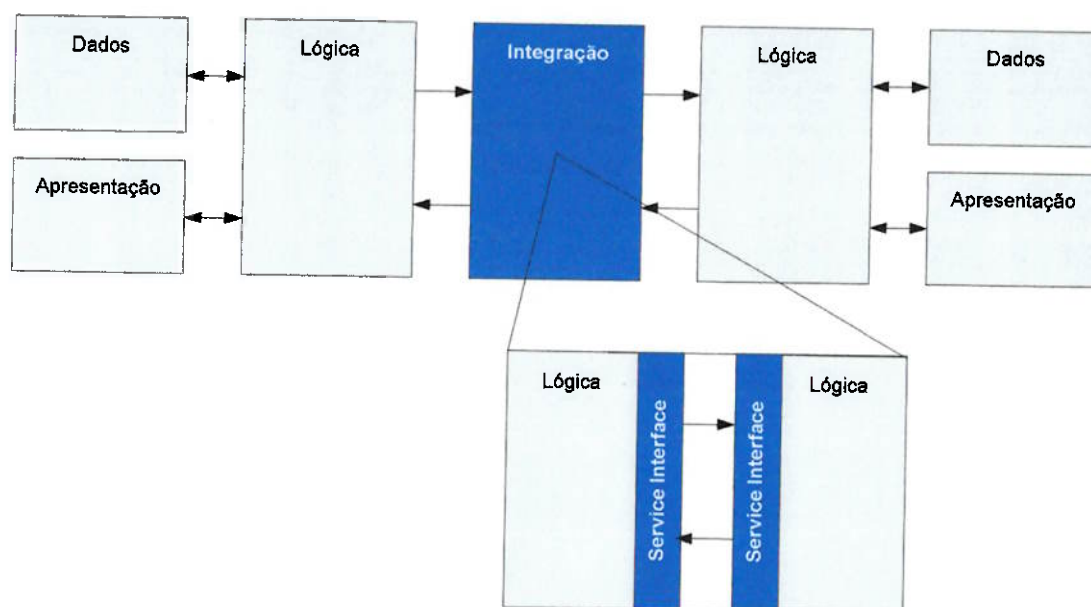 Dados
Lógica
Integração
Lógica
Dados
Apresentação
Apresentação
Lógica
Service Interface
Service Interface
Lógica